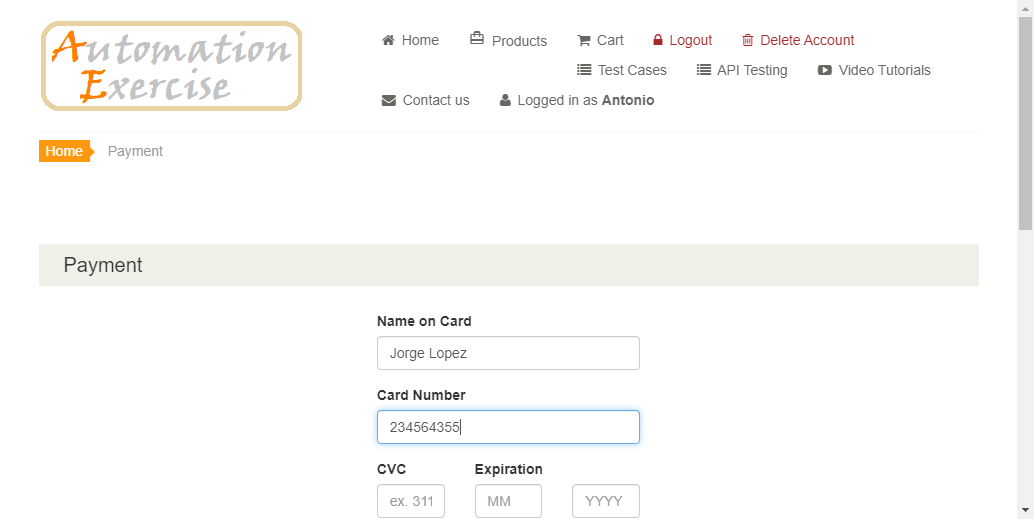 Automation
Exercise
Home Products Cart Logout Delete Account
Test Cases API Testing Video Tutorials
Contact us Logged in as Antonio
Home Payment
Payment
Name on Card
Jorge Lopez
Card Number
234564355
CVC Expiration
ex. 311 MM YYYY